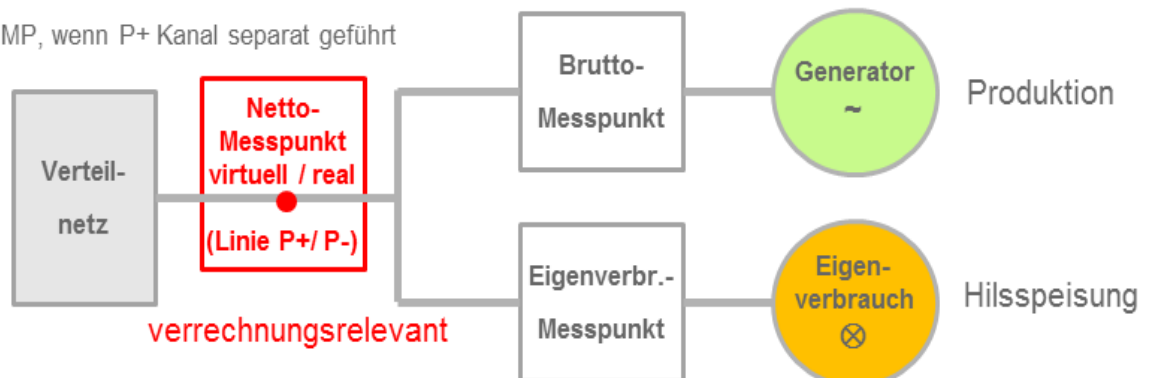 MP, wenn P+ Kanal separat geführt
Verteil-
netz
Netto-
Messpunkt
virtuell / real
(Linie P+/ P-)
verrechnungsrelevant
Brutto-
Messpunkt
Generator
~
Produktion
Eigenverbr.-
Messpunkt
Eigen-
verbrauch
Hilsspeisung